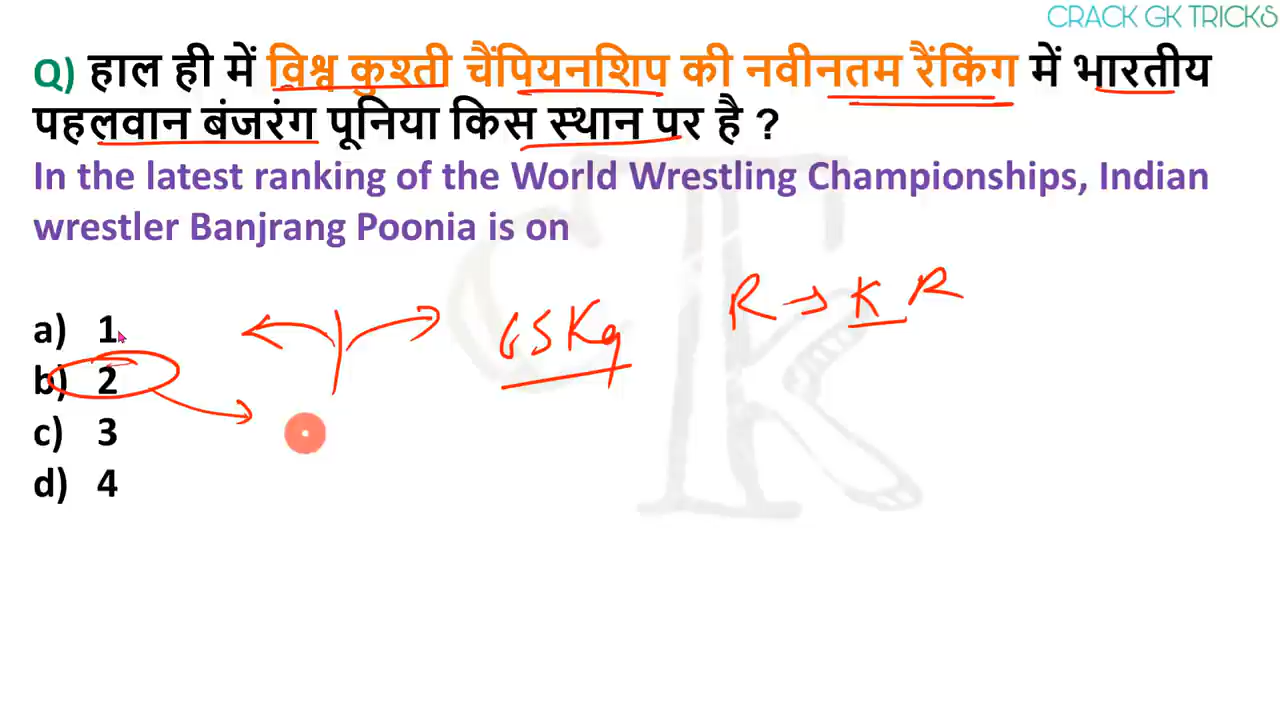 CRACK GK TRICKS
Q) हाल ही में विश्व कुश्ती चैंपियनशिप की नवीनतम रैंकिंग में भारतीय
पहलवान बंजरंग पूनिया किस स्थान पर है ?
In the latest ranking of the World Wrestling Championships, Indian
wrestler Banjrang Poonia is on
a) 1
b) 2
c) 3
d) 4
65Kg
R → K R